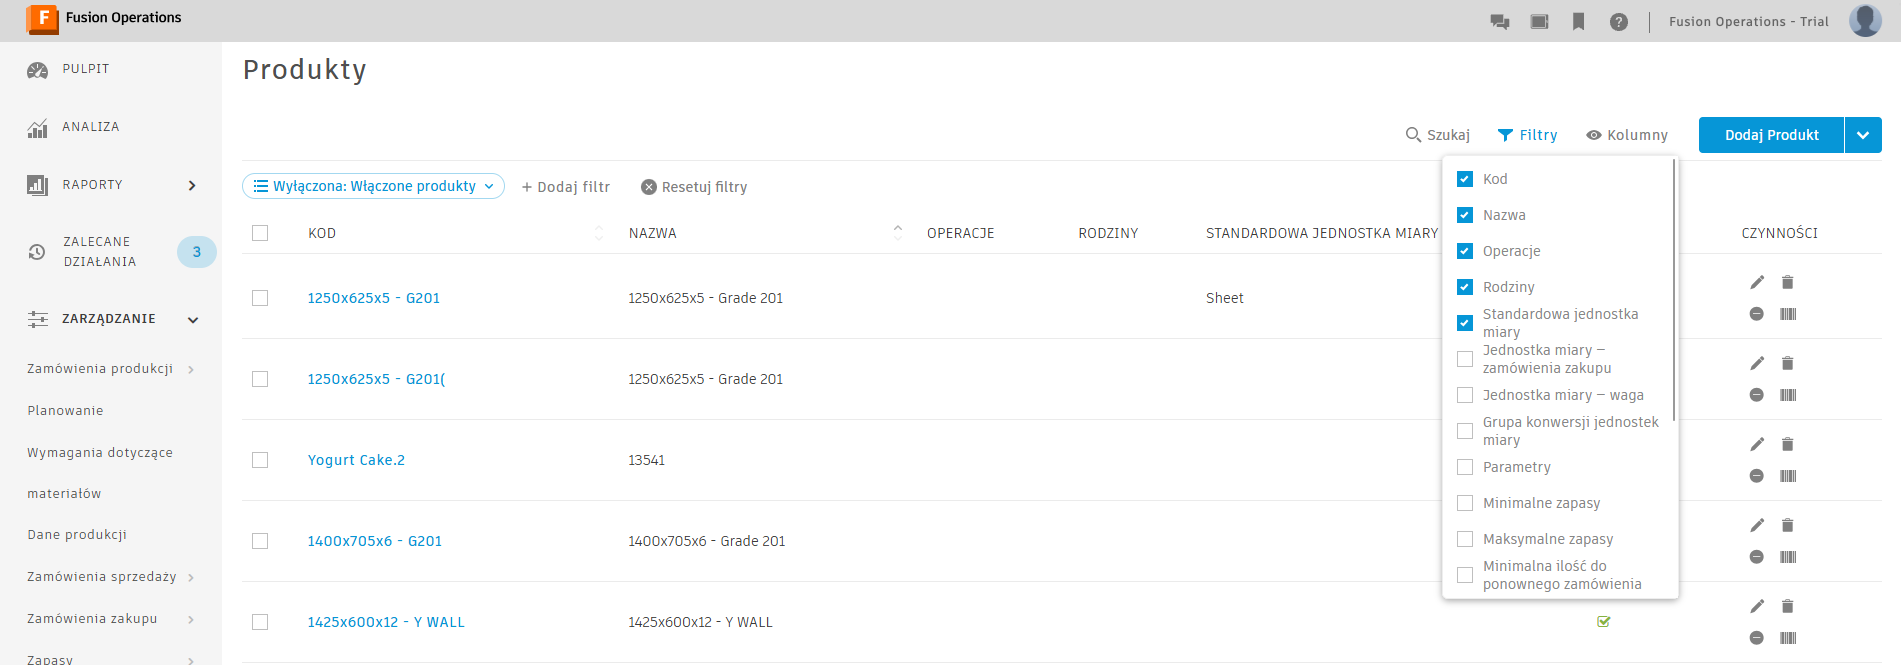 F Fusion Operations
Fusion Operations - Trial
PULPIT
ANALIZA
RAPORTY
ZALECANE
DZIAŁANIA
3
ZARZĄDZANIE
Zamówienia produkcji
Planowanie
Wymagania dotyczące
materiałów
Dane produkcji
Zamówienia sprzedaży
Zamówienia zakupu
Zapasy
Produkty
Szukaj Filtry Kolumny Dodaj Produkt
Wyłączona: Włączone produkty + Dodaj filtr Resetuj filtry
KOD NAZWA OPERACJE RODZINY STANDARDOWA JEDNOSTKA MIARY CZYNNOŚCI
1250x625x5 - G201 1250x625x5 - Grade 201 Sheet
1250x625x5 - G201( 1250x625x5 - Grade 201
Yogurt Cake.2 13541
1400x705x6 - G201 1400x705x6 - Grade 201
1425x600x12 - Y WALL 1425x600x12 - Y WALL
Kod
Nazwa
Operacje
Rodziny
Standardowa jednostka
miary
Jednostka miary –
zamówienia zakupu
Jednostka miary – waga
Grupa konwersji jednostek
miary
Parametry
Minimalne zapasy
Maksymalne zapasy
Minimalna ilość do
ponownego zamówienia